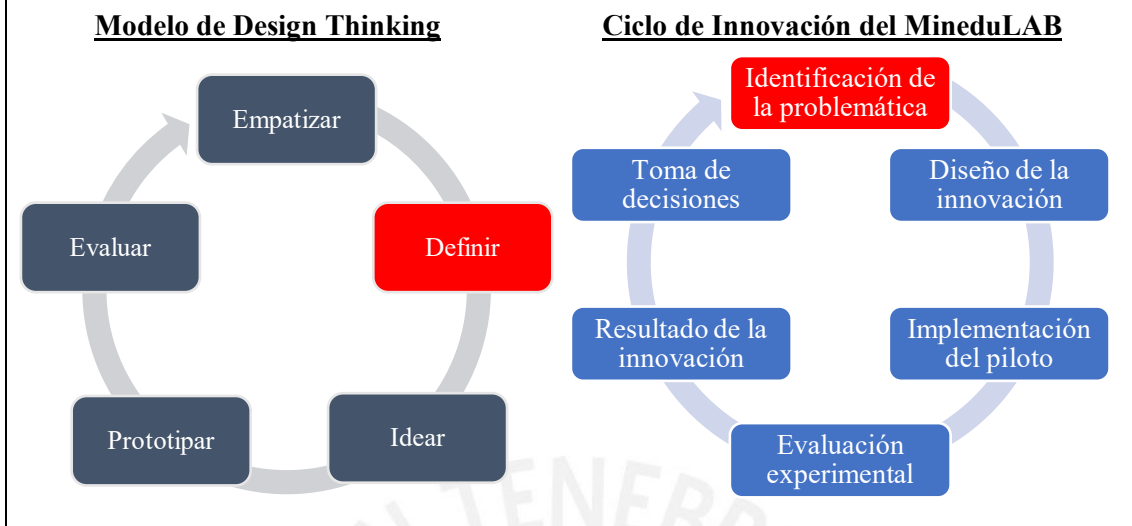 Modelo de Design Thinking
Empatizar
Definir
Idear
Prototipar
Evaluar
Ciclo de Innovación del MineduLAB
Identificación de
la problemática
Diseño de la
innovación
Implementación
del piloto
Evaluación
experimental
Resultado de la
innovación
Toma de
decisiones